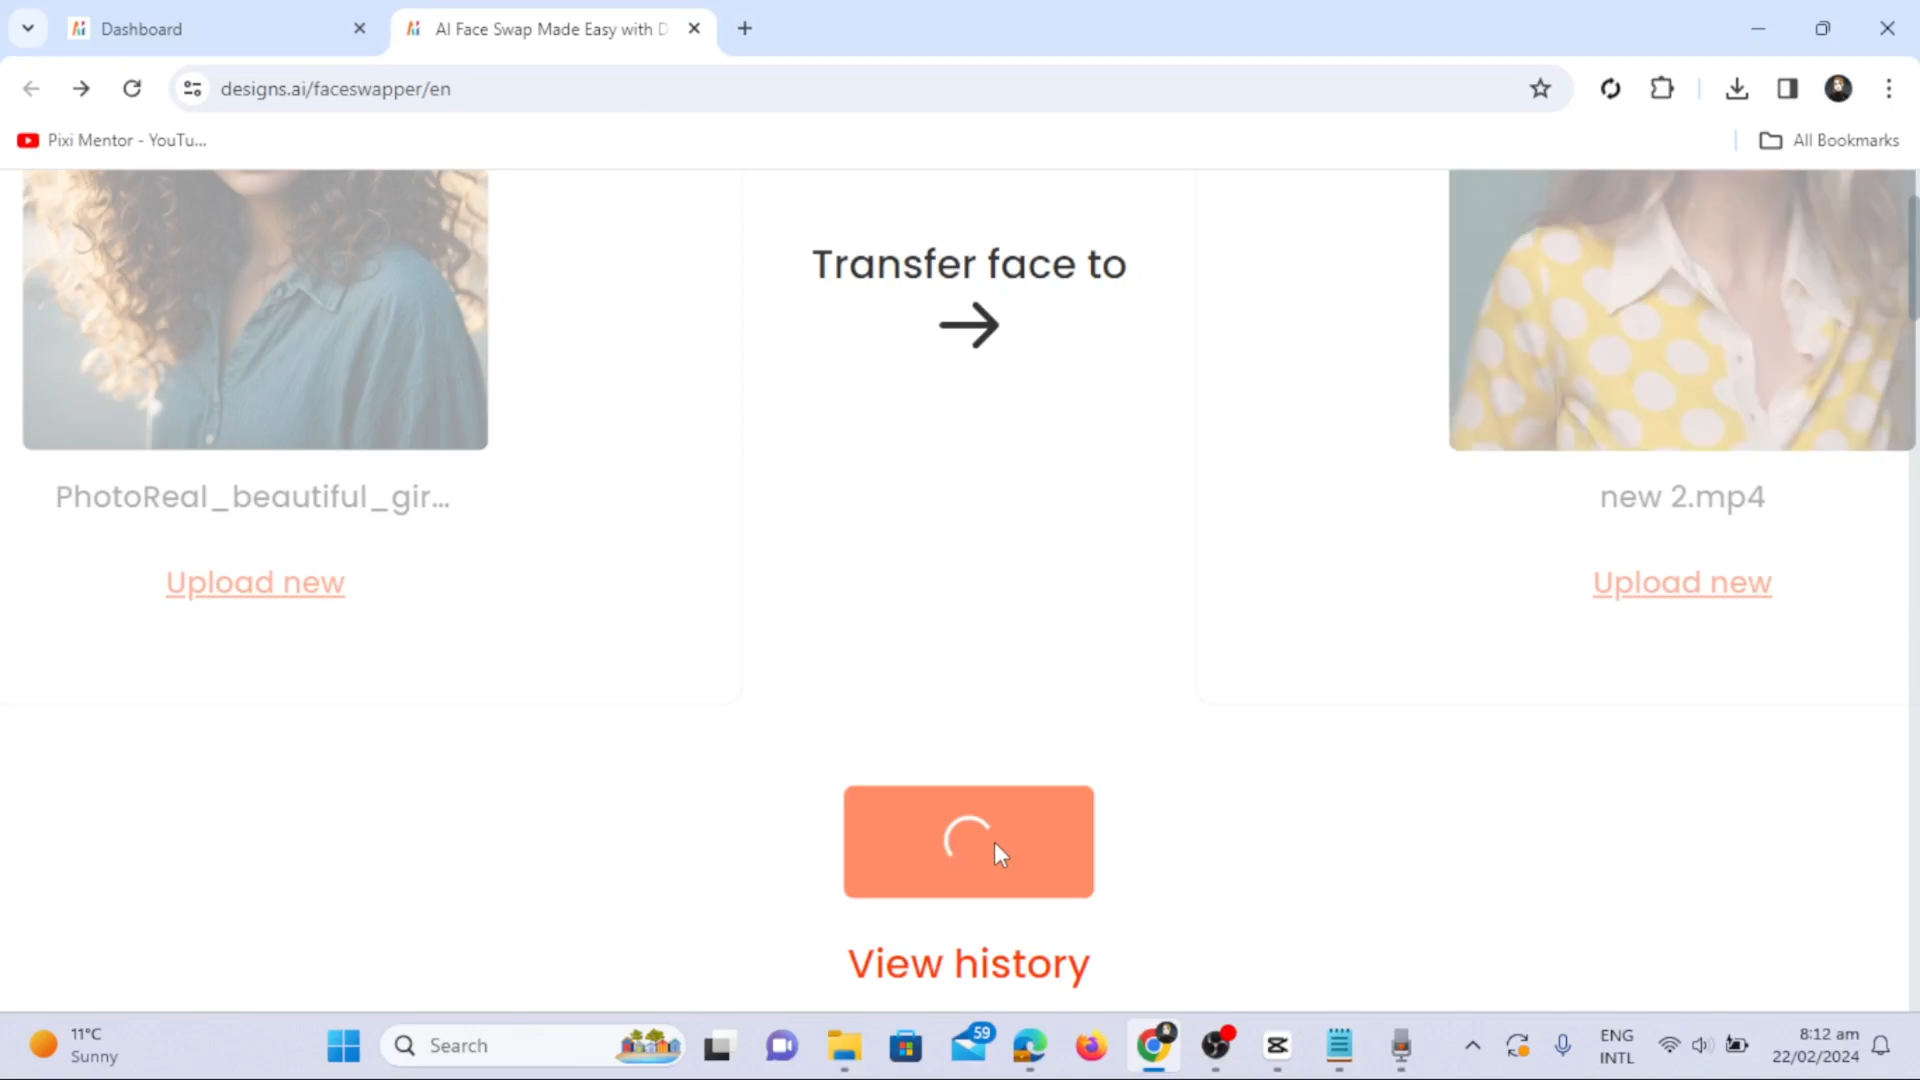 Dashboard
AI Face Swap Made Easy with D
designs.ai/faceswapper/en
Pixi Mentor - YouTu...
All Bookmarks
Transfer face to
PhotoReal_beautiful_gir...
new 2.mp4
Upload new
Upload new
View history
11°C
Sunny
Search
59
ENG
INTL
8:12 am
22/02/2024